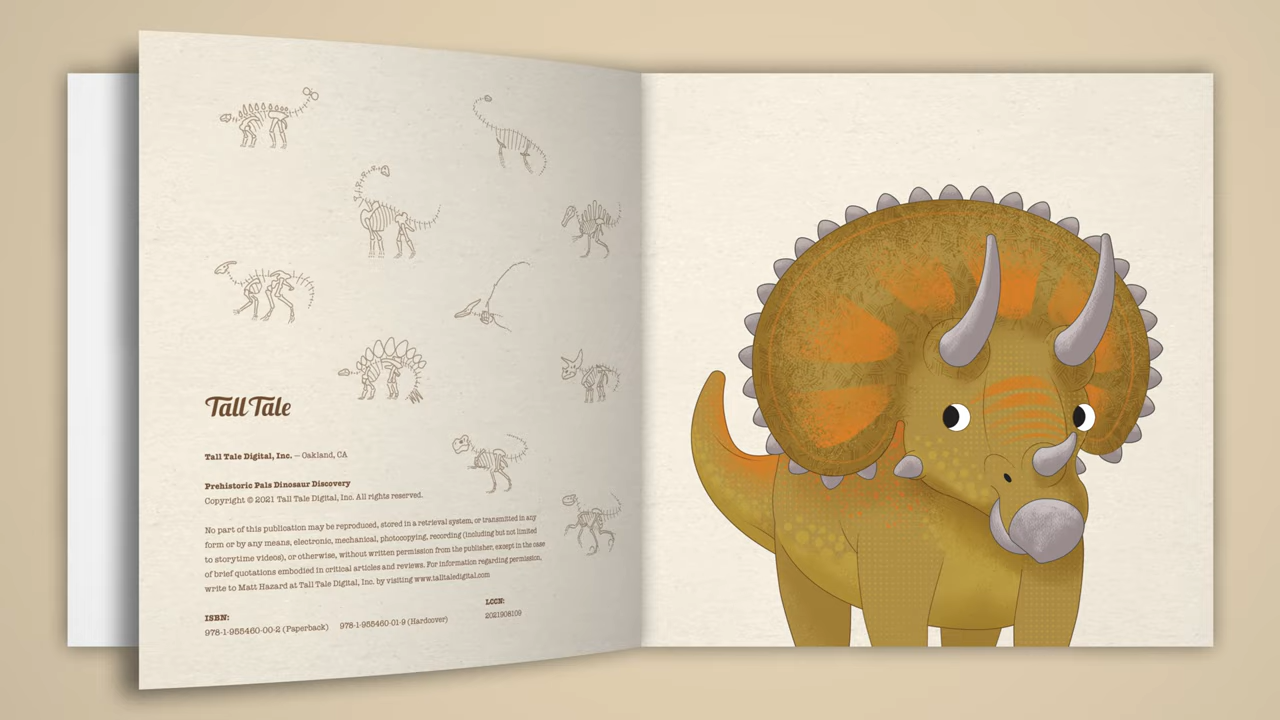 Tall Tale
Tall Tale Digital, Inc. – Oakland, CA
Prehistoric Pals Dinosaur Discovery
Copyright © 2021 Tall Tale Digital, Inc. All rights reserved.
No part of this publication may be reproduced, stored in a retrieval system, or transmitted in any
form or by any means, electronic, mechanical, photocopying, recording (including but not limited
to storytime videos), or otherwise, without written permission from the publisher, except in the case
of brief quotations embodied in critical articles and reviews. For information regarding permission,
write to Matt Hazard at Tall Tale Digital, Inc. by visiting www.talltaledigital.com
ISBN:
978-1-955460-00-2 (Paperback) 978-1-955460-01-9 (Hardcover)
LCCN:
2021908109